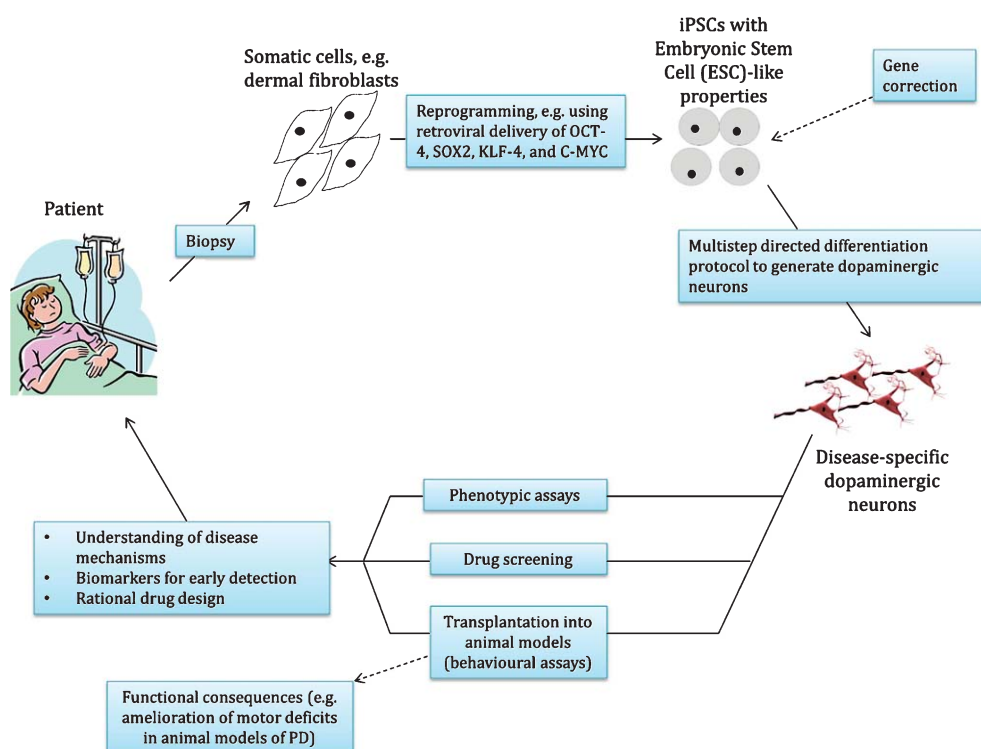 Patient
Biopsy
Somatic cells, e.g.
dermal fibroblasts
Reprogramming, e.g. using
retroviral delivery of OCT-
4, SOX2, KLF-4, and C-MYC
iPSCs with
Embryonic Stem
Cell (ESC)-like
properties
Gene
correction
Multistep directed differentiation
protocol to generate dopaminergic
neurons
Disease-specific
dopaminergic
neurons
Phenotypic assays
Drug screening
Transplantation into
animal models
(behavioural assays)
Functional consequences (e.g.
amelioration of motor deficits
in animal models of PD)
• Understanding of disease
mechanisms
• Biomarkers for early detection
• Rational drug design